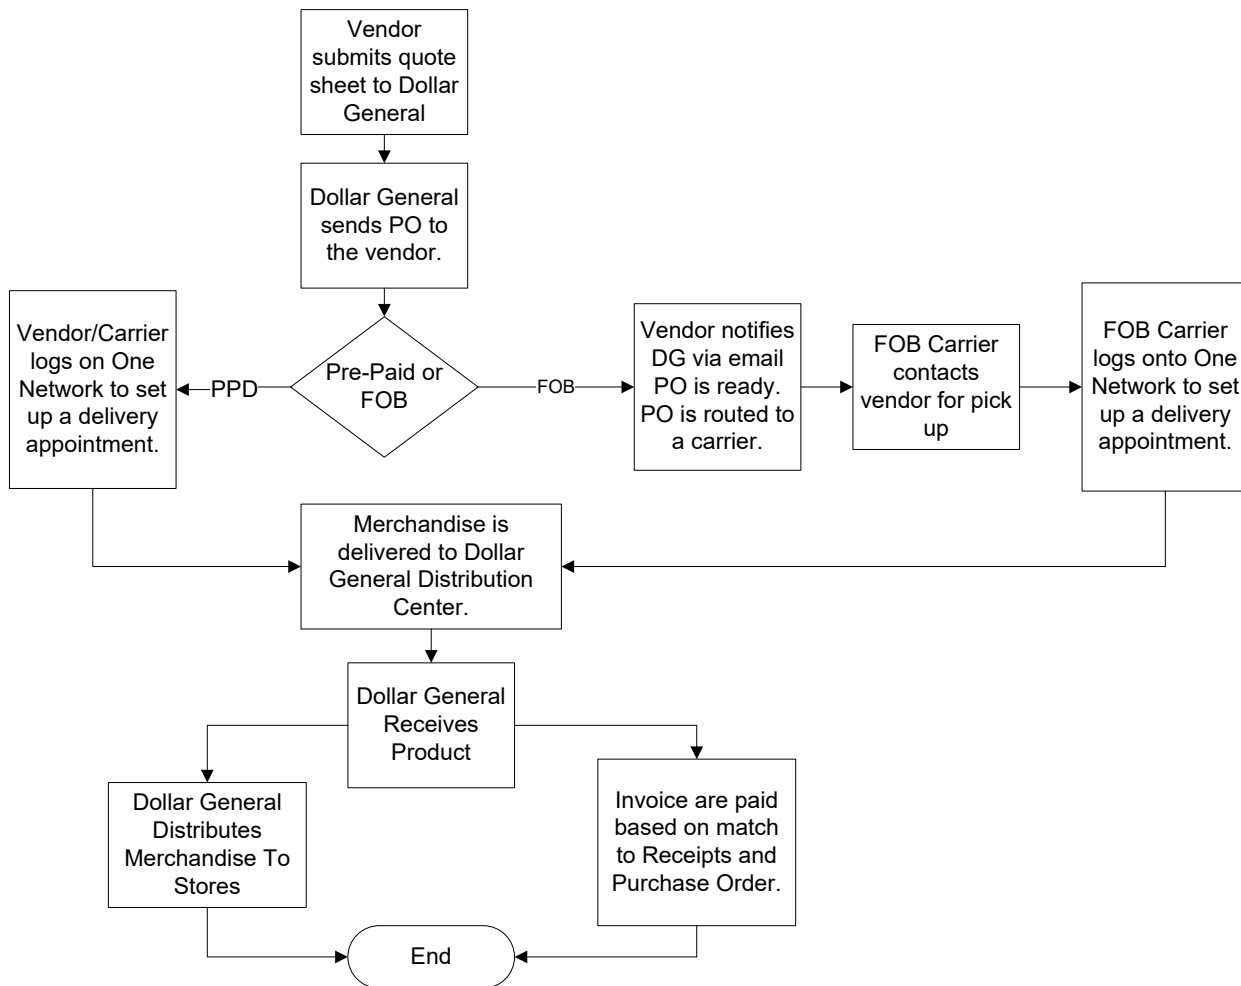 Vendor
submits quote
sheet to Dollar
General
Dollar General
sends PO to
the vendor.
Vendor/Carrier
logs on One
Network to set
up a delivery
appointment.
PPD
Pre-Paid or
FOB
FOB
Vendor notifies
DG via email
PO is ready.
PO is routed to
a carrier.
FOB Carrier
contacts
vendor for pick
up
FOB Carrier
logs onto One
Network to set
up a delivery
appointment.
Merchandise is
delivered to Dollar
General Distribution
Center.
Dollar General
Receives
Product
Dollar General
Distributes
Merchandise To
Stores
Invoice are paid
based on match
to Receipts and
Purchase Order.
End